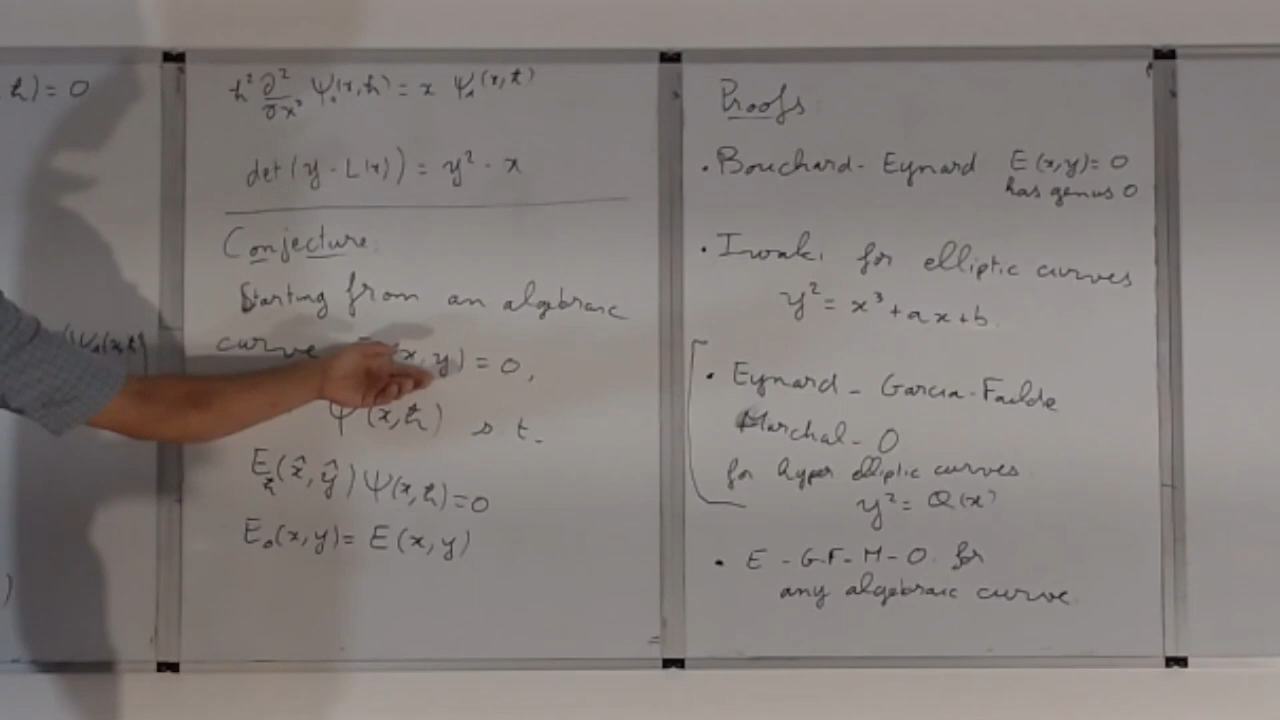 ħ) = 0
ħ² ∂²/∂x² Ψ₁(x,ħ) = x Ψ₁(x,ħ)
det(y - L(x)) = y² - x
Conjecture:
Starting from an algebraic
curve (x,y) = 0,
Ψ(x,ħ) s t.
E_ħ(x̂,ŷ)Ψ(x,ħ)=0
E₀(x,y)= E(x,y)
Proofs
. Bouchard - Eynard E(x,y)= 0
has genus 0
. Iwaki for elliptic curves
y² = x³ + ax + b.
. Eynard - Garcia-Failde
Marchal - O
for hyper elliptic curves
y² = Q(x)
. E - G-F - M - O for
any algebraic curve.